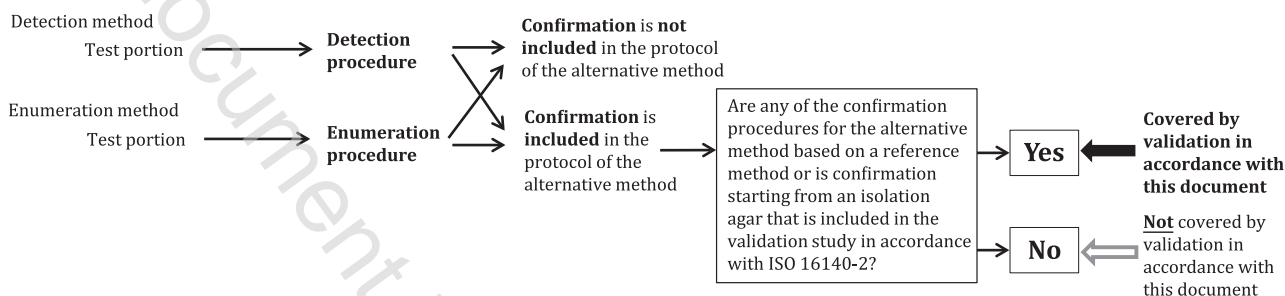 Detection method
Test portion
Detection
procedure
Confirmation is not
included in the protocol
of the alternative method
Enumeration method
Test portion
Enumeration
procedure
Confirmation is
included in the
protocol of the
alternative method
Are any of the confirmation
procedures for the alternative
method based on a reference
method or is confirmation
starting from an isolation
agar that is included in the
validation study in accordance
with ISO 16140-2?
Yes
Covered by
validation in
accordance with
this document
No
Not covered by
validation in
accordance with
this document
ocument